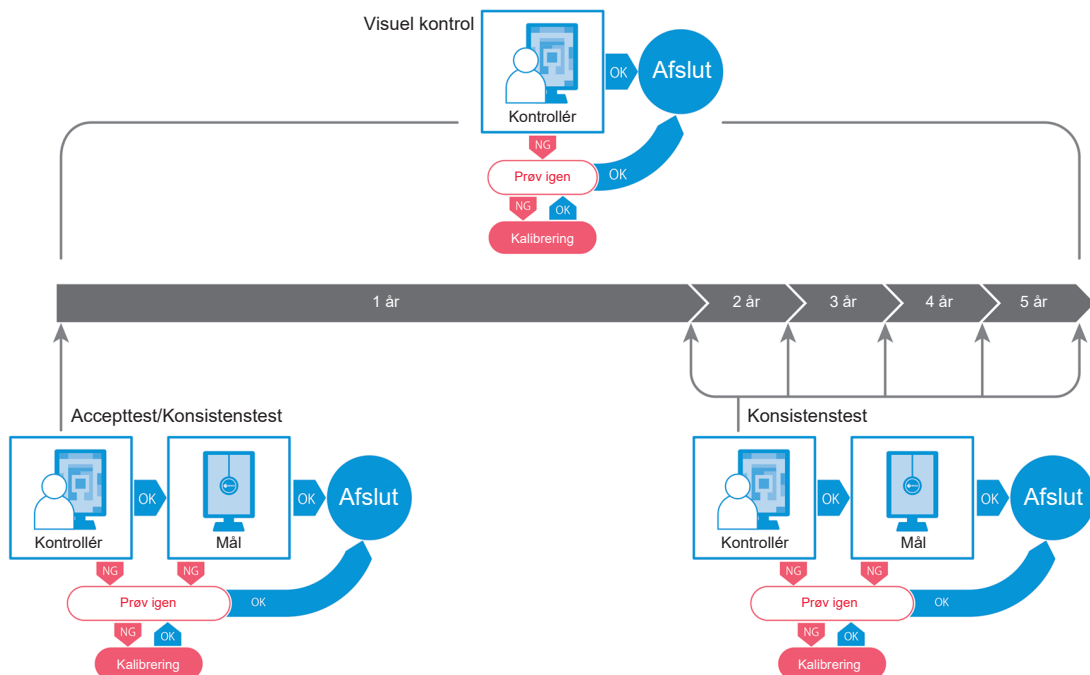 Visuel kontrol
Kontrollér
OK
Afslut
NG
Prøv igen
OK
NG
OK
Kalibrering
1 år
2 år
3 år
4 år
5 år
Accepttest/Konsistenstest
Kontrollér
OK
Mål
OK
Afslut
NG
NG
Prøv igen
OK
NG
OK
Kalibrering
Konsistenstest
Kontrollér
OK
Mål
OK
Afslut
NG
NG
Prøv igen
OK
NG
OK
Kalibrering